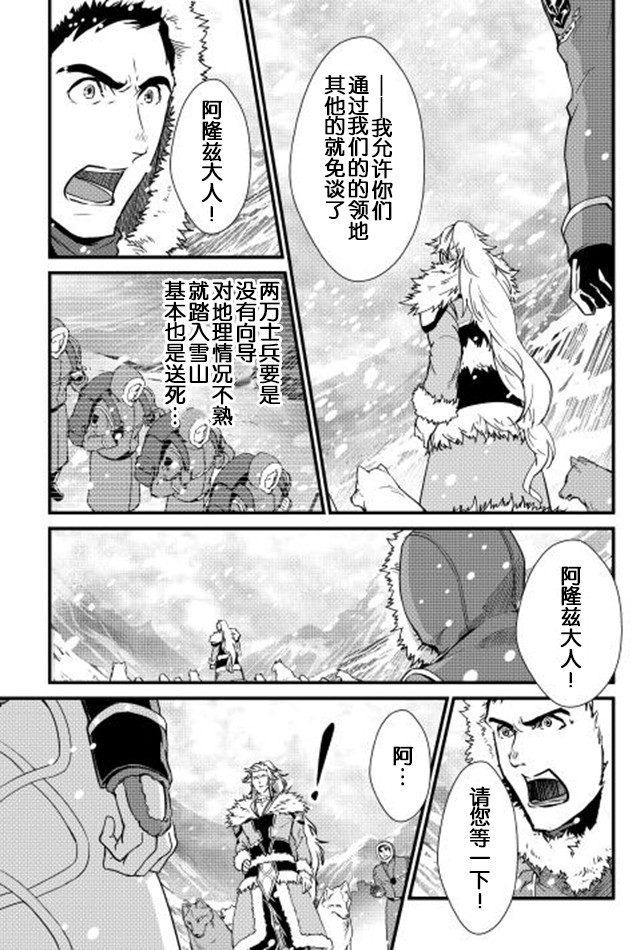 ——我允许你们
通过我们的的领地
其他的就免谈了
阿隆兹大人！
两万士兵要是
没有向导
对地理情况不熟
就踏入雪山
基本也是送死…
阿隆兹大人！
请您等一下！
阿…
！